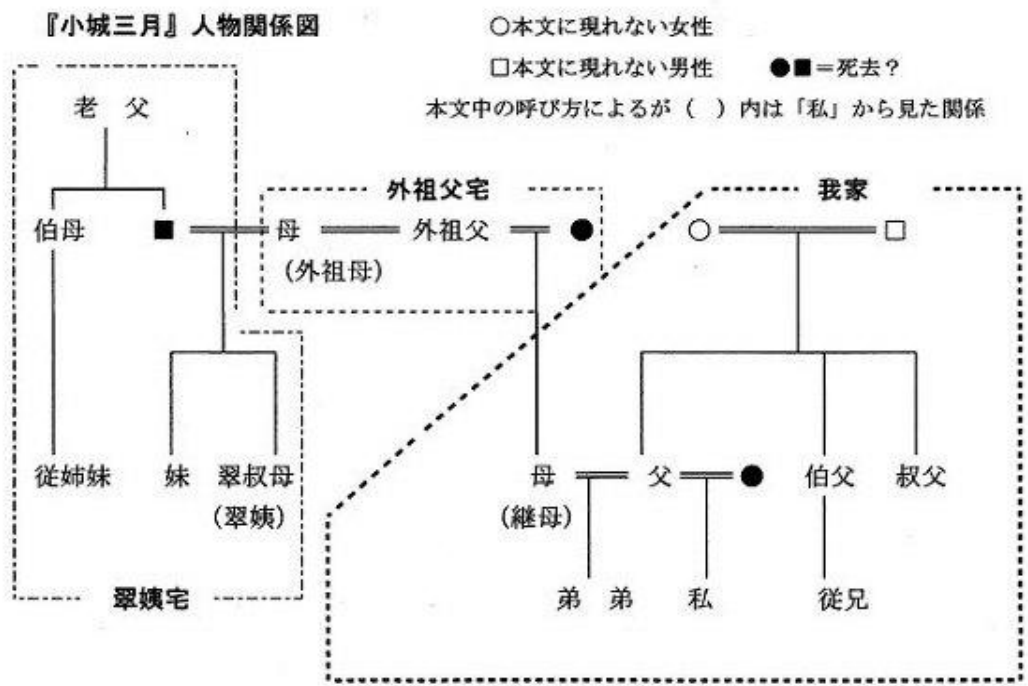 『小城三月』人物関係図
○本文に現れない女性
□本文に現れない男性 ●■＝死去？
本文中の呼び方によるが（ ）内は「私」から見た関係
老 父
外祖父宅
我家
伯母 ■ 母 外祖父 ● ○ □
（外祖母）
従姉妹 妹 翠叔母 母 父 ● 伯父 叔父
（翠姨） （継母）
翠姨宅
弟 弟 私 従兄